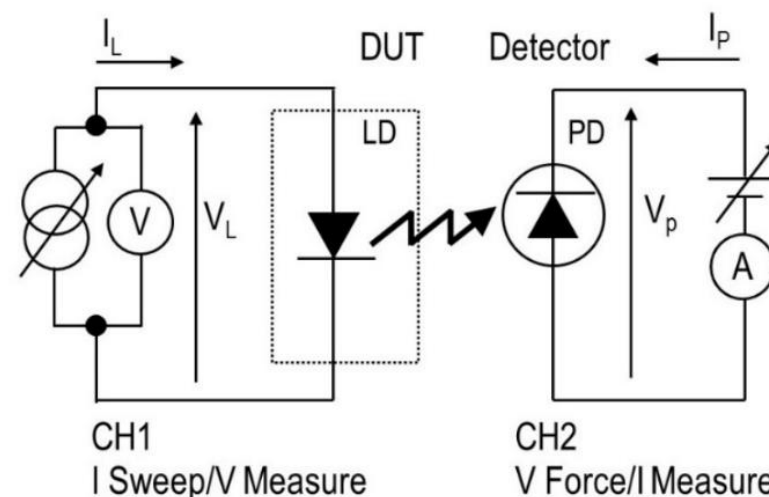 I_L
DUT
Detector
I_P
LD
PD
V
V_L
V_p
A
CH1
I Sweep/V Measure
CH2
V Force/I Measure